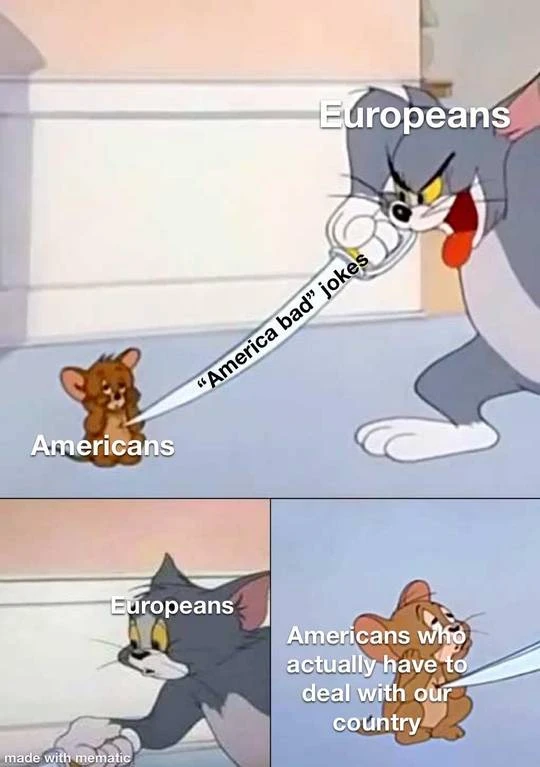 Europeans
“America bad” jokes
Americans
Europeans
Americans who
actually have to
deal with our
country
made with mematic